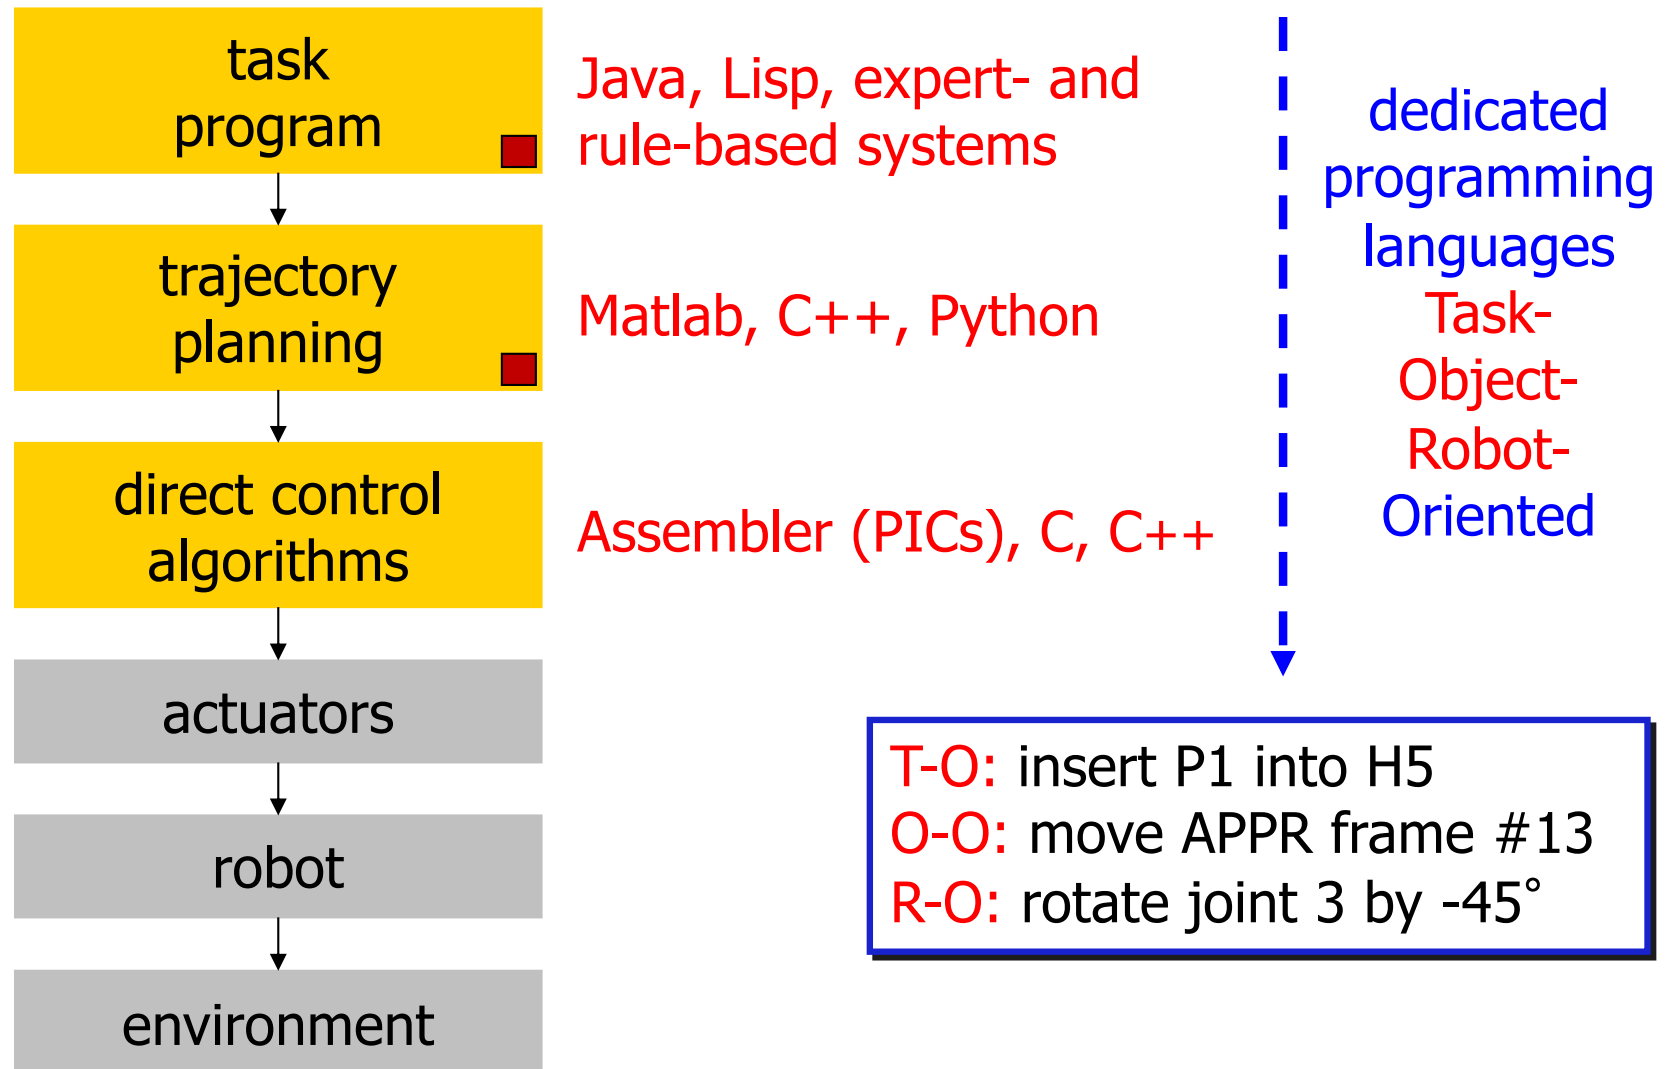 task
program
Java, Lisp, expert- and
rule-based systems
trajectory
planning
Matlab, C++, Python
direct control
algorithms
Assembler (PICs), C, C++
actuators
robot
environment
dedicated
programming
languages
Task-
Object-
Robot-
Oriented
T-O: insert P1 into H5
O-O: move APPR frame #13
R-O: rotate joint 3 by -45°